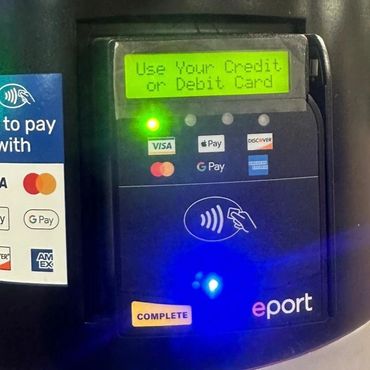 Use Your Credit
or Debit Card
to pay
with
VISA
Pay
DISCOVER
G Pay
AMERICAN EXPRESS
G Pay
AM
EX
COMPLETE
eport